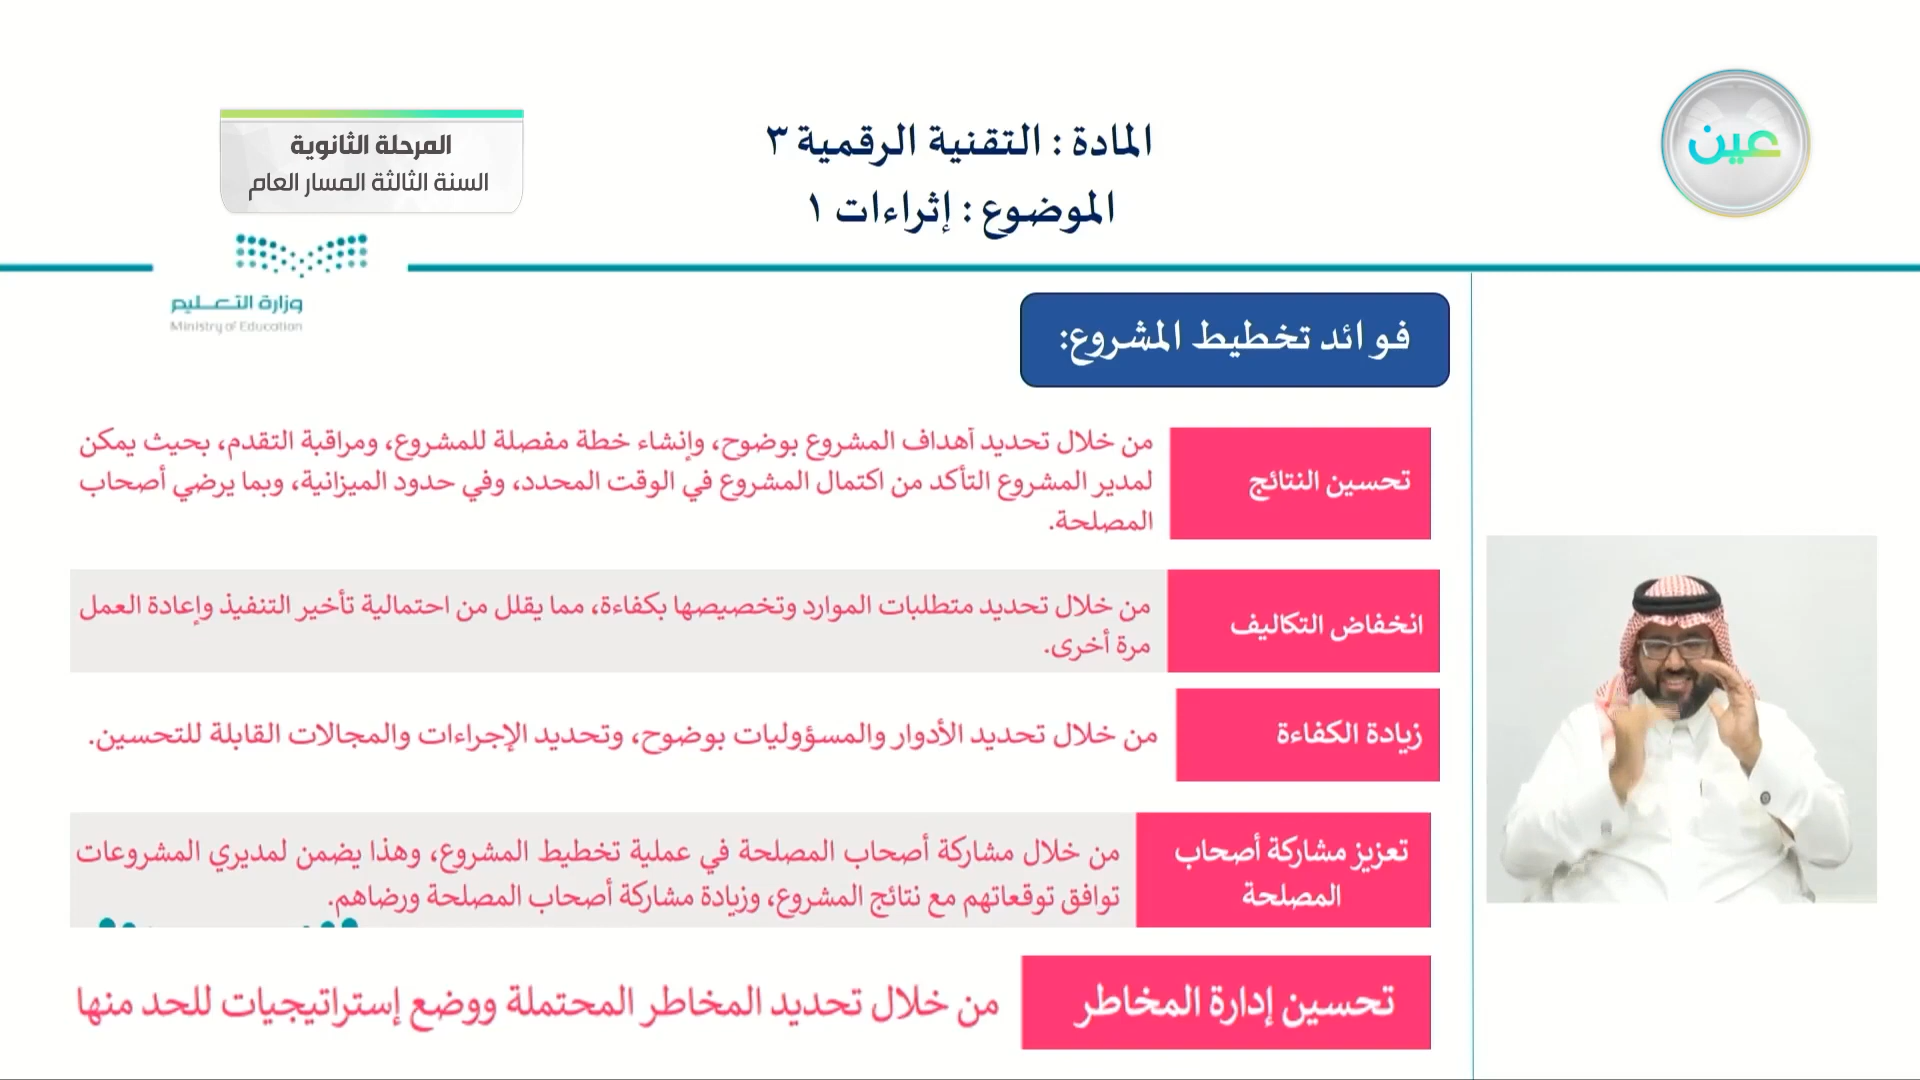 عين
المادة : التقنية الرقمية ٣
الموضوع : إثراءات ١
المرحلة الثانوية
السنة الثالثة المسار العام
وزارة التعليم
Ministry of Education
فوائد تخطيط المشروع:
تحسين النتائج
من خلال تحديد أهداف المشروع بوضوح، وإنشاء خطة مفصلة للمشروع، ومراقبة التقدم، بحيث يمكن
لمدير المشروع التأكد من اكتمال المشروع في الوقت المحدد، وفي حدود الميزانية، وبما يرضي أصحاب
المصلحة.
انخفاض التكاليف
من خلال تحديد متطلبات الموارد وتخصيصها بكفاءة، مما يقلل من احتمالية تأخير التنفيذ وإعادة العمل
مرة أخرى.
زيادة الكفاءة
من خلال تحديد الأدوار والمسؤوليات بوضوح، وتحديد الإجراءات والمجالات القابلة للتحسين.
تعزيز مشاركة أصحاب
المصلحة
من خلال مشاركة أصحاب المصلحة في عملية تخطيط المشروع، وهذا يضمن لمديري المشروعات
توافق توقعاتهم مع نتائج المشروع، وزيادة مشاركة أصحاب المصلحة ورضاهم.
تحسين إدارة المخاطر
من خلال تحديد المخاطر المحتملة ووضع إستراتيجيات للحد منها